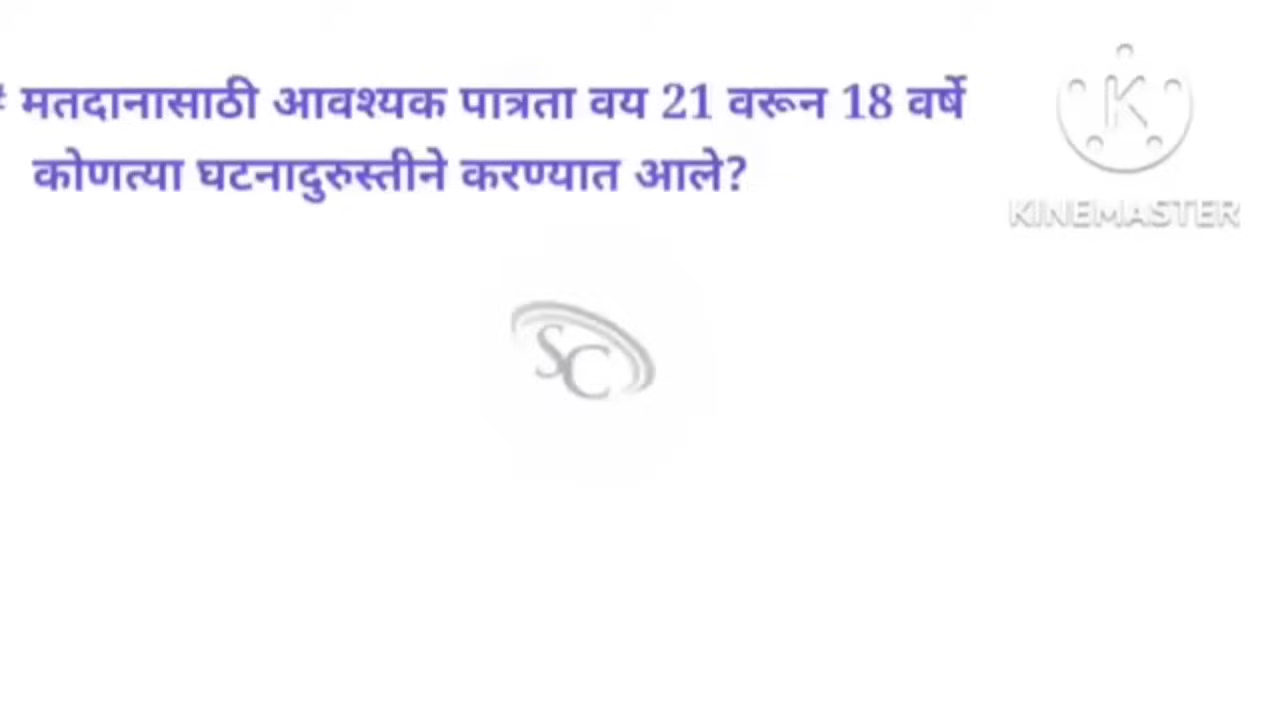 # मतदानासाठी आवश्यक पात्रता वय 21 वरून 18 वर्षे
कोणत्या घटनादुरुस्तीने करण्यात आले?
K
KINEMASTER
SC